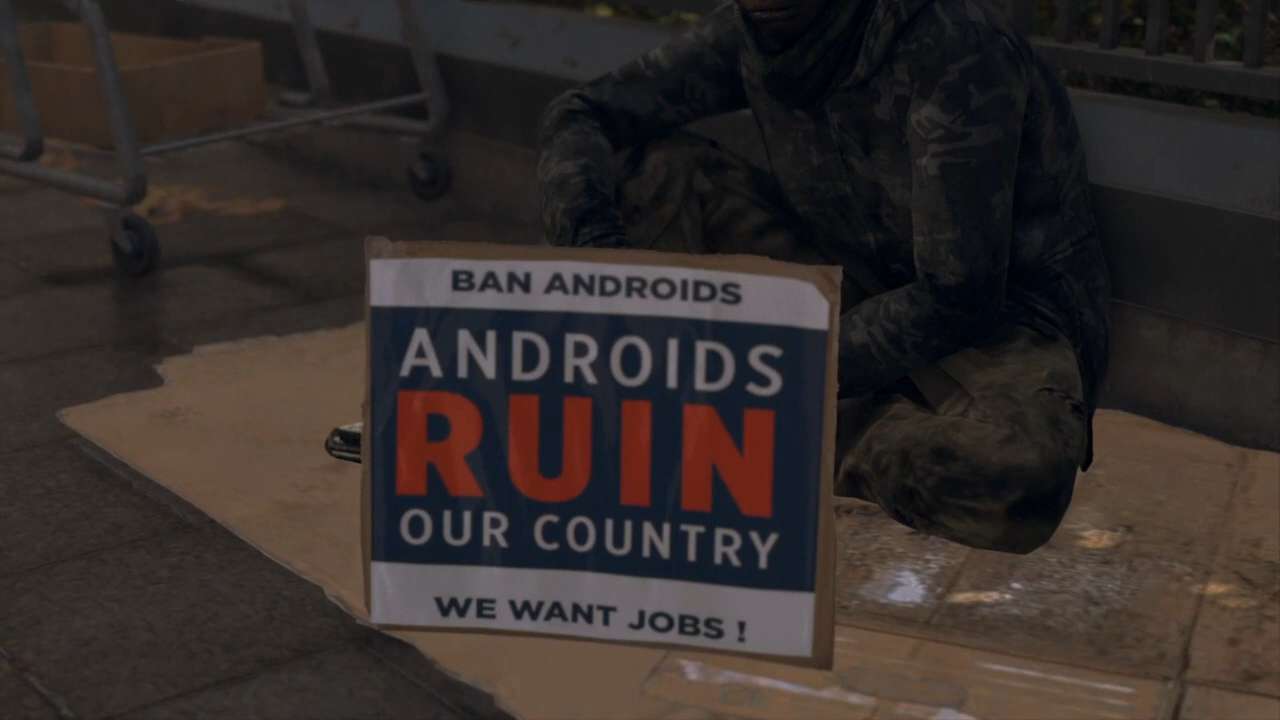 BAN ANDROIDS
ANDROIDS
RUIN
OUR COUNTRY
WE WANT JOBS !